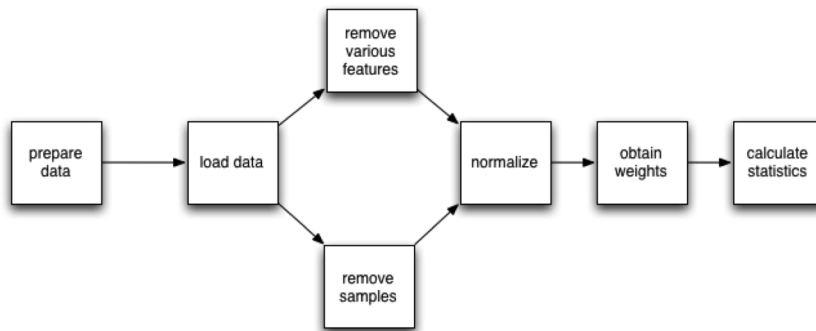 remove
various
features
prepare
data
load data
normalize
obtain
weights
calculate
statistics
remove
samples